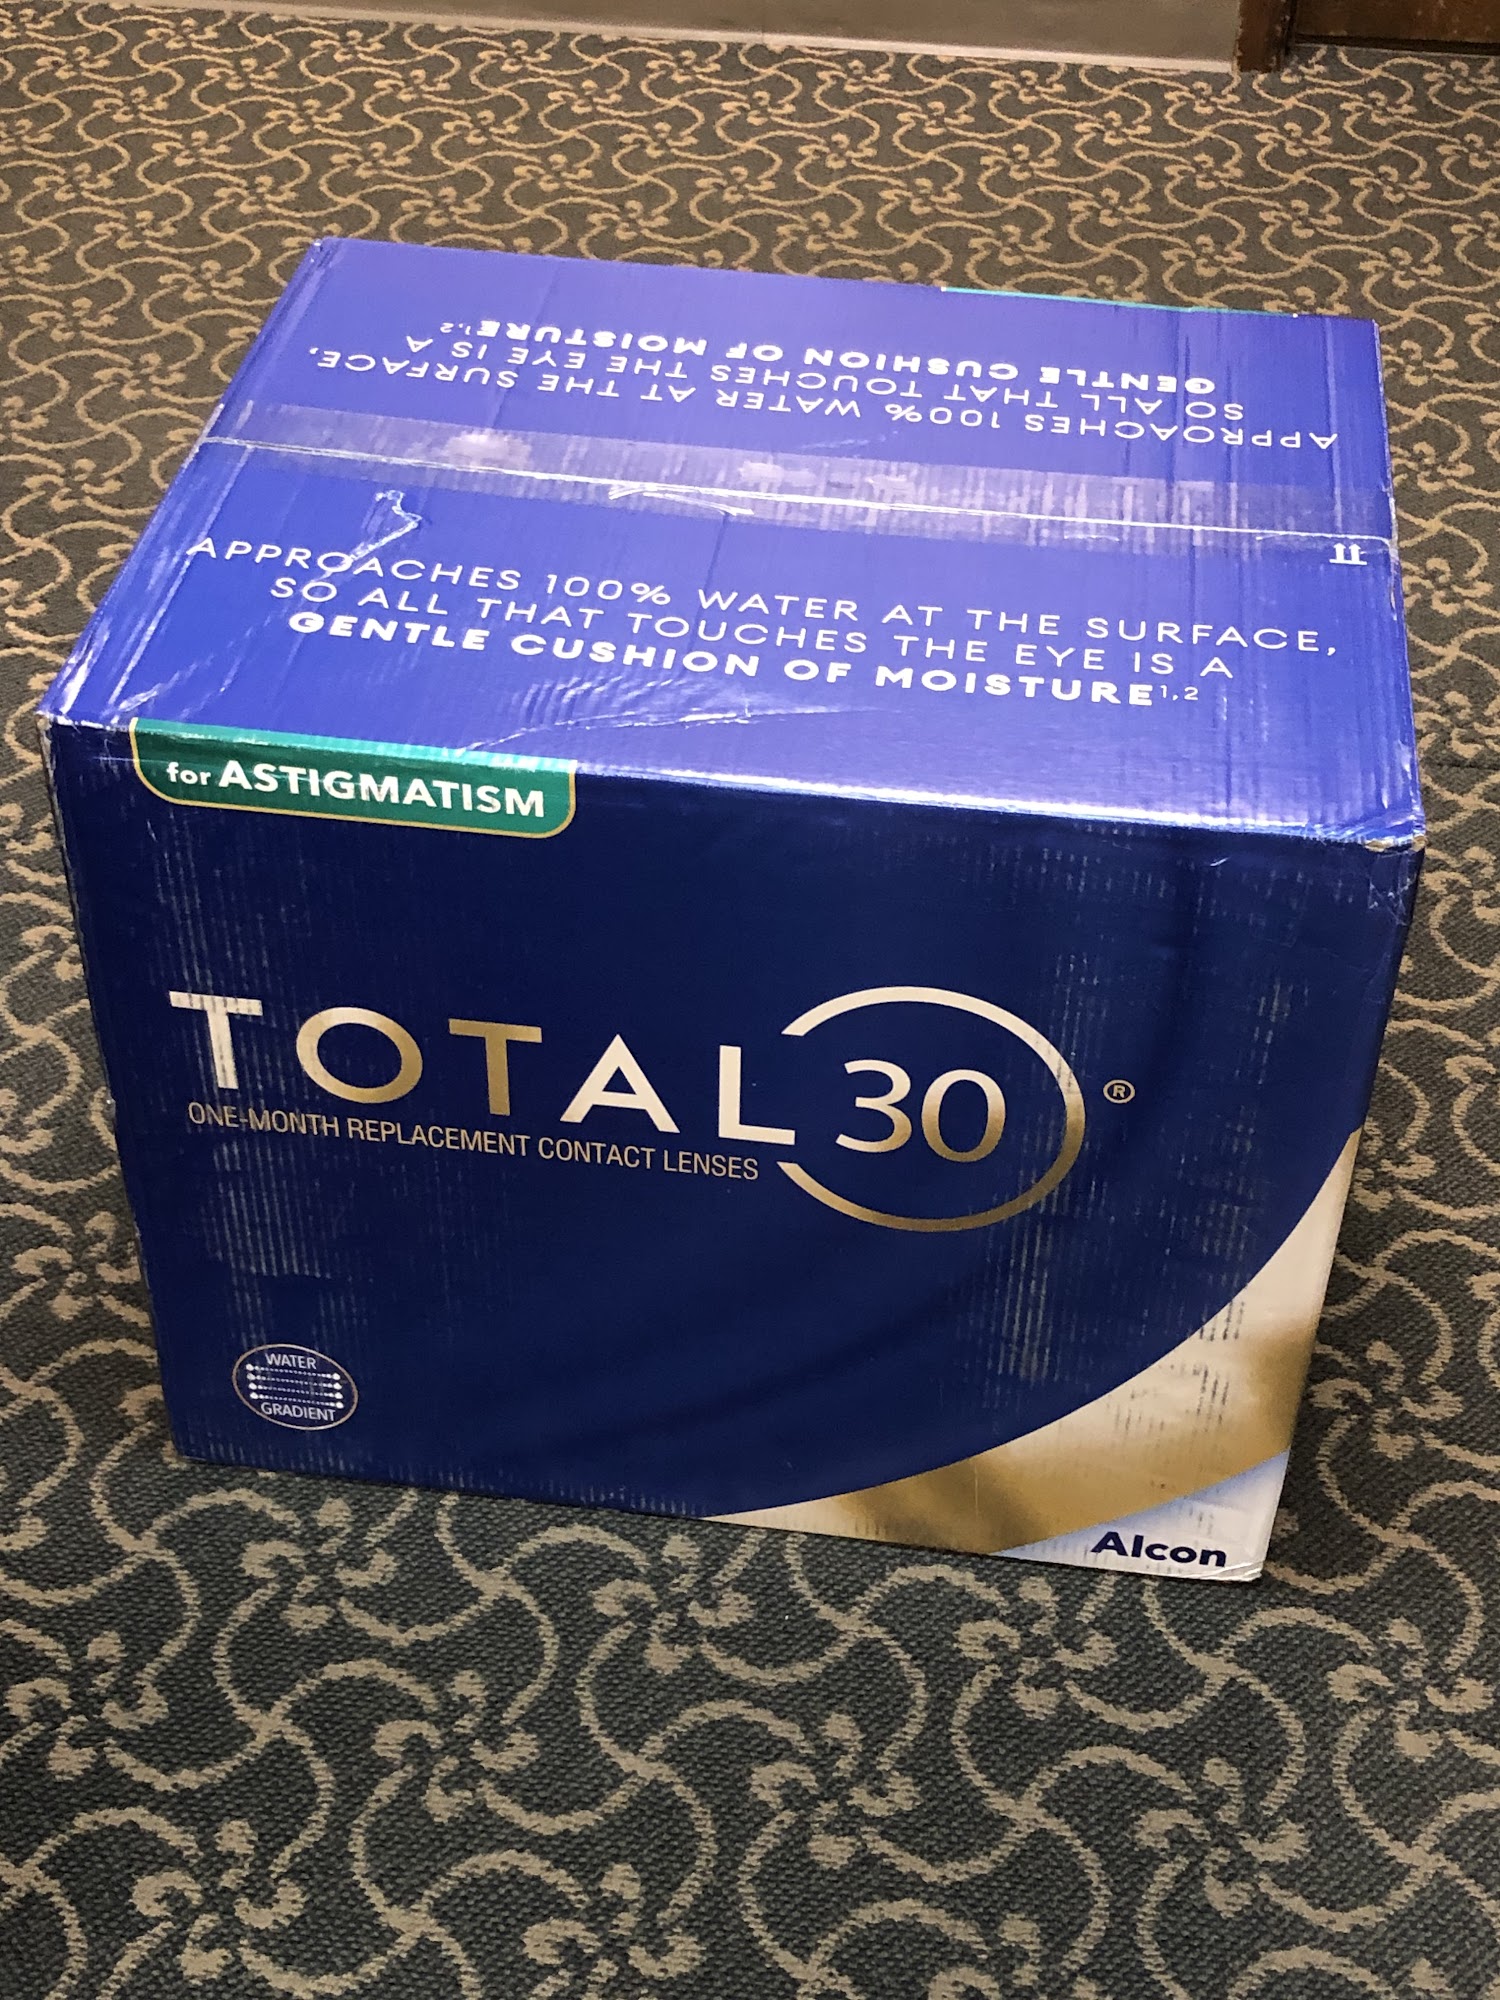 APPROACHES 100% WATER AT THE SURFACE,
SO ALL THAT TOUCHES THE EYE IS A
GENTLE CUSHION OF MOISTURE1,2
APPROACHES 100% WATER AT THE SURFACE,
SO ALL THAT TOUCHES THE EYE IS A
GENTLE CUSHION OF MOISTURE1,2
for ASTIGMATISM
TOTAL30®
ONE-MONTH REPLACEMENT CONTACT LENSES
WATER
GRADIENT
Alcon